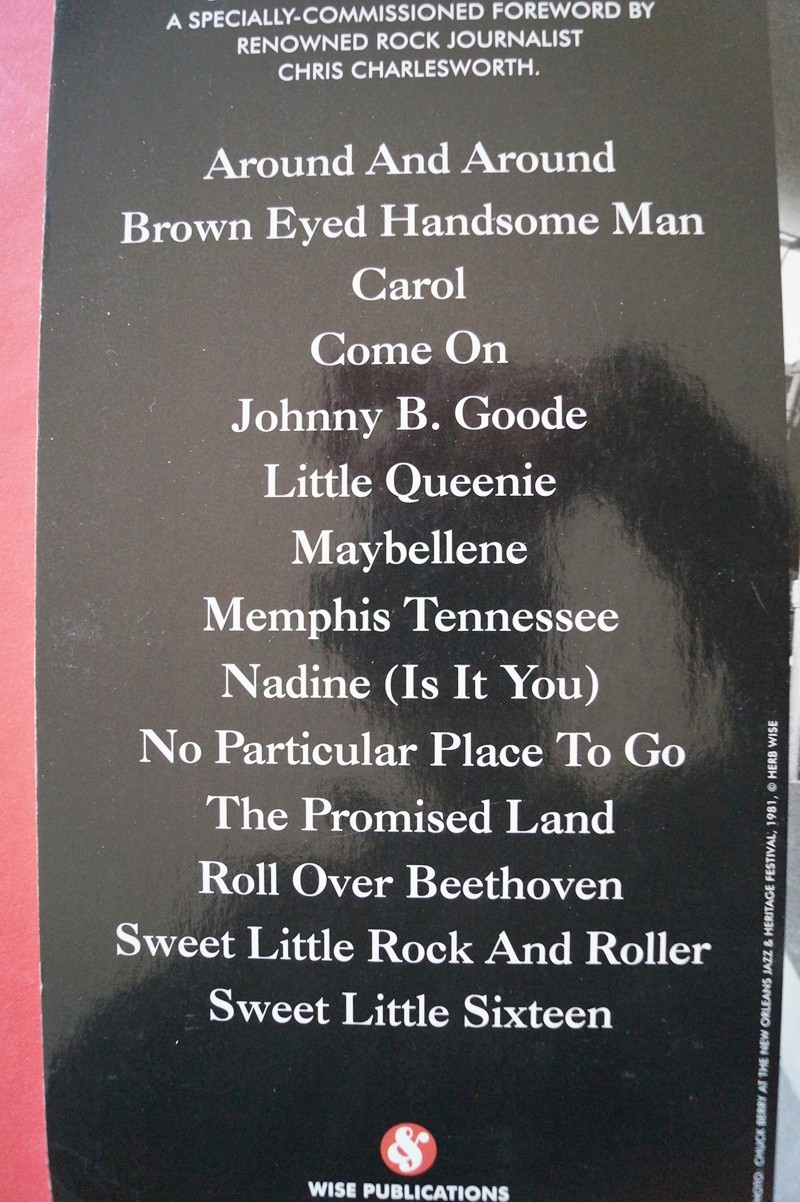 A SPECIALLY-COMMISSIONED FOREWORD BY
RENOWNED ROCK JOURNALIST
CHRIS CHARLESWORTH.
Around And Around
Brown Eyed Handsome Man
Carol
Come On
Johnny B. Goode
Little Queenie
Maybellene
Memphis Tennessee
Nadine (Is It You)
No Particular Place To Go
The Promised Land
Roll Over Beethoven
Sweet Little Rock And Roller
Sweet Little Sixteen
&
WISE PUBLICATIONS
CHUCK BERRY AT THE NEW ORLEANS JAZZ & HERITAGE FESTIVAL, 1981, © HERB WISE